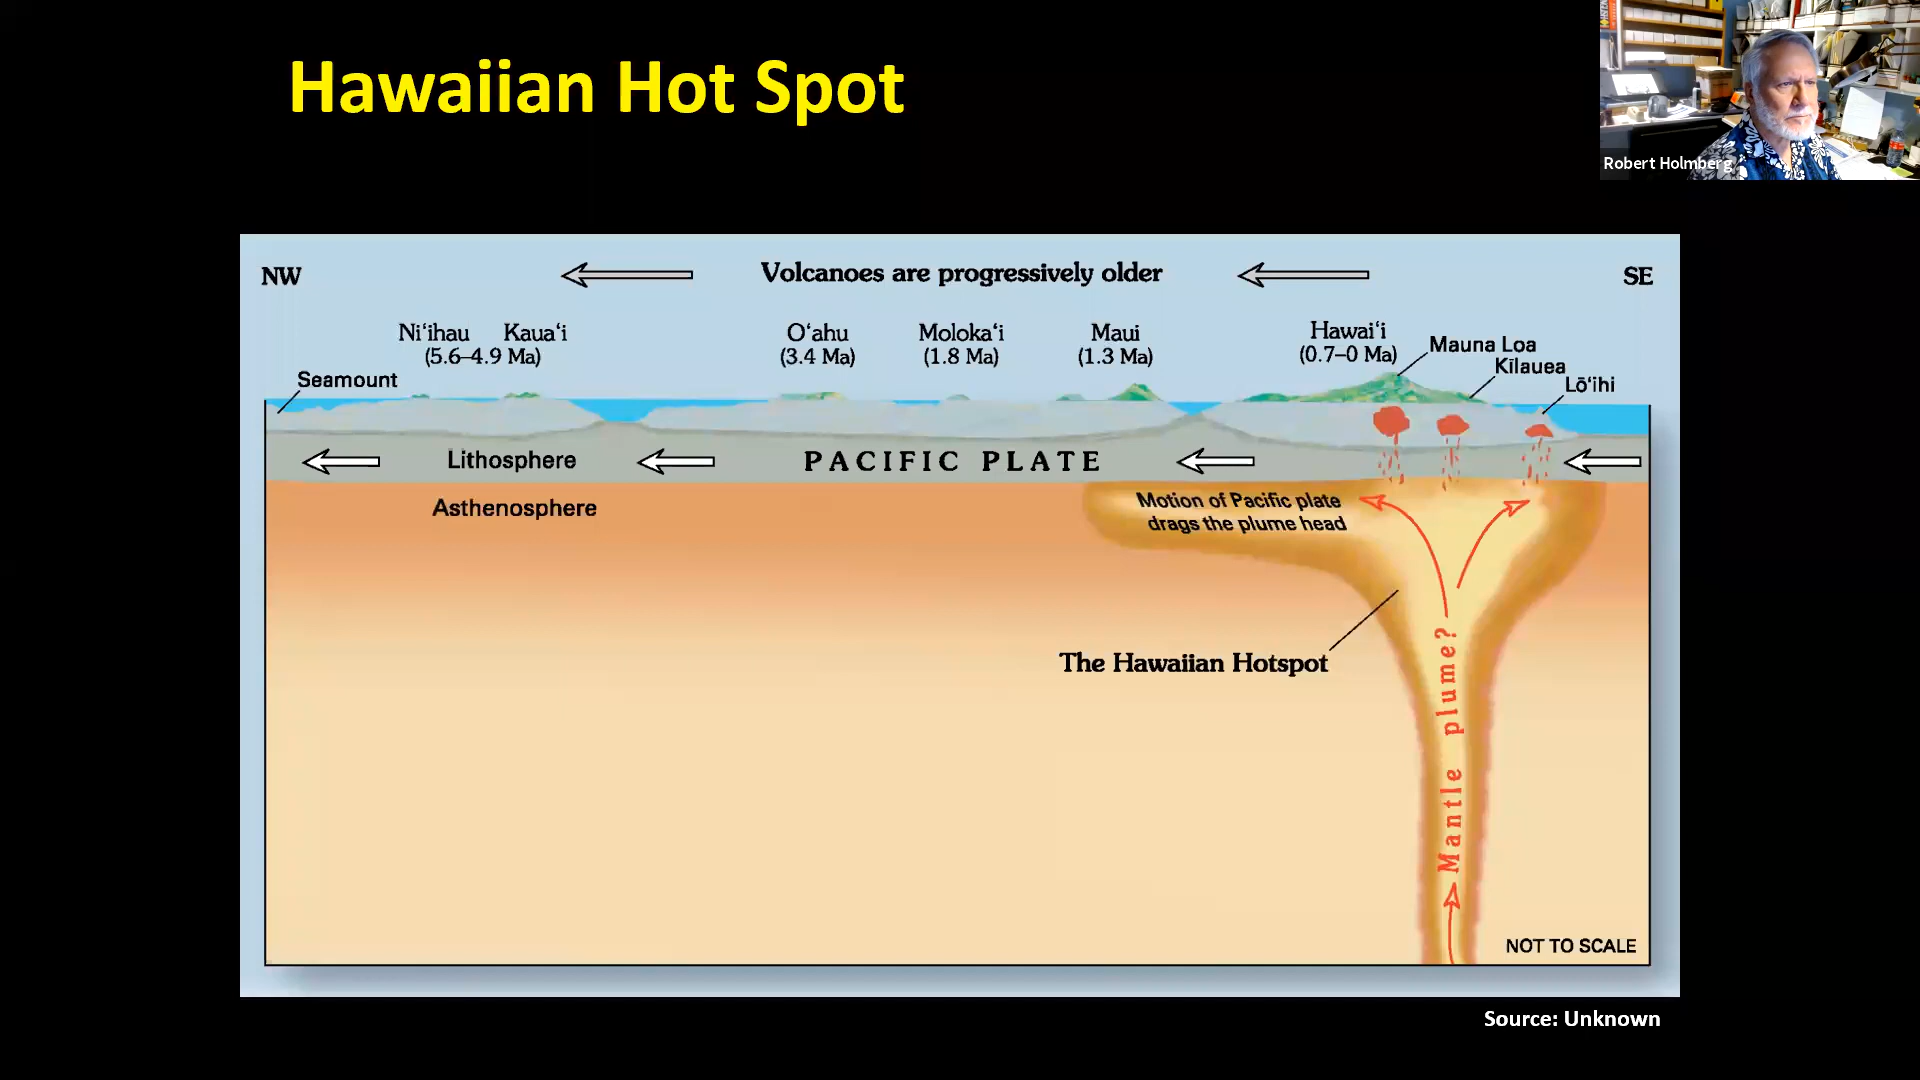 Hawaiian Hot Spot
Robert Holmberg
NW
Volcanoes are progressively older
SE
Ni‘ihau
Kaua‘i
(5.6–4.9 Ma)
O‘ahu
(3.4 Ma)
Moloka‘i
(1.8 Ma)
Maui
(1.3 Ma)
Hawai‘i
(0.7–0 Ma)
Mauna Loa
Kīlauea
Lō‘ihi
Seamount
Lithosphere
PACIFIC PLATE
Asthenosphere
Motion of Pacific plate
drags the plume head
The Hawaiian Hotspot
Mantle plume?
NOT TO SCALE
Source: Unknown